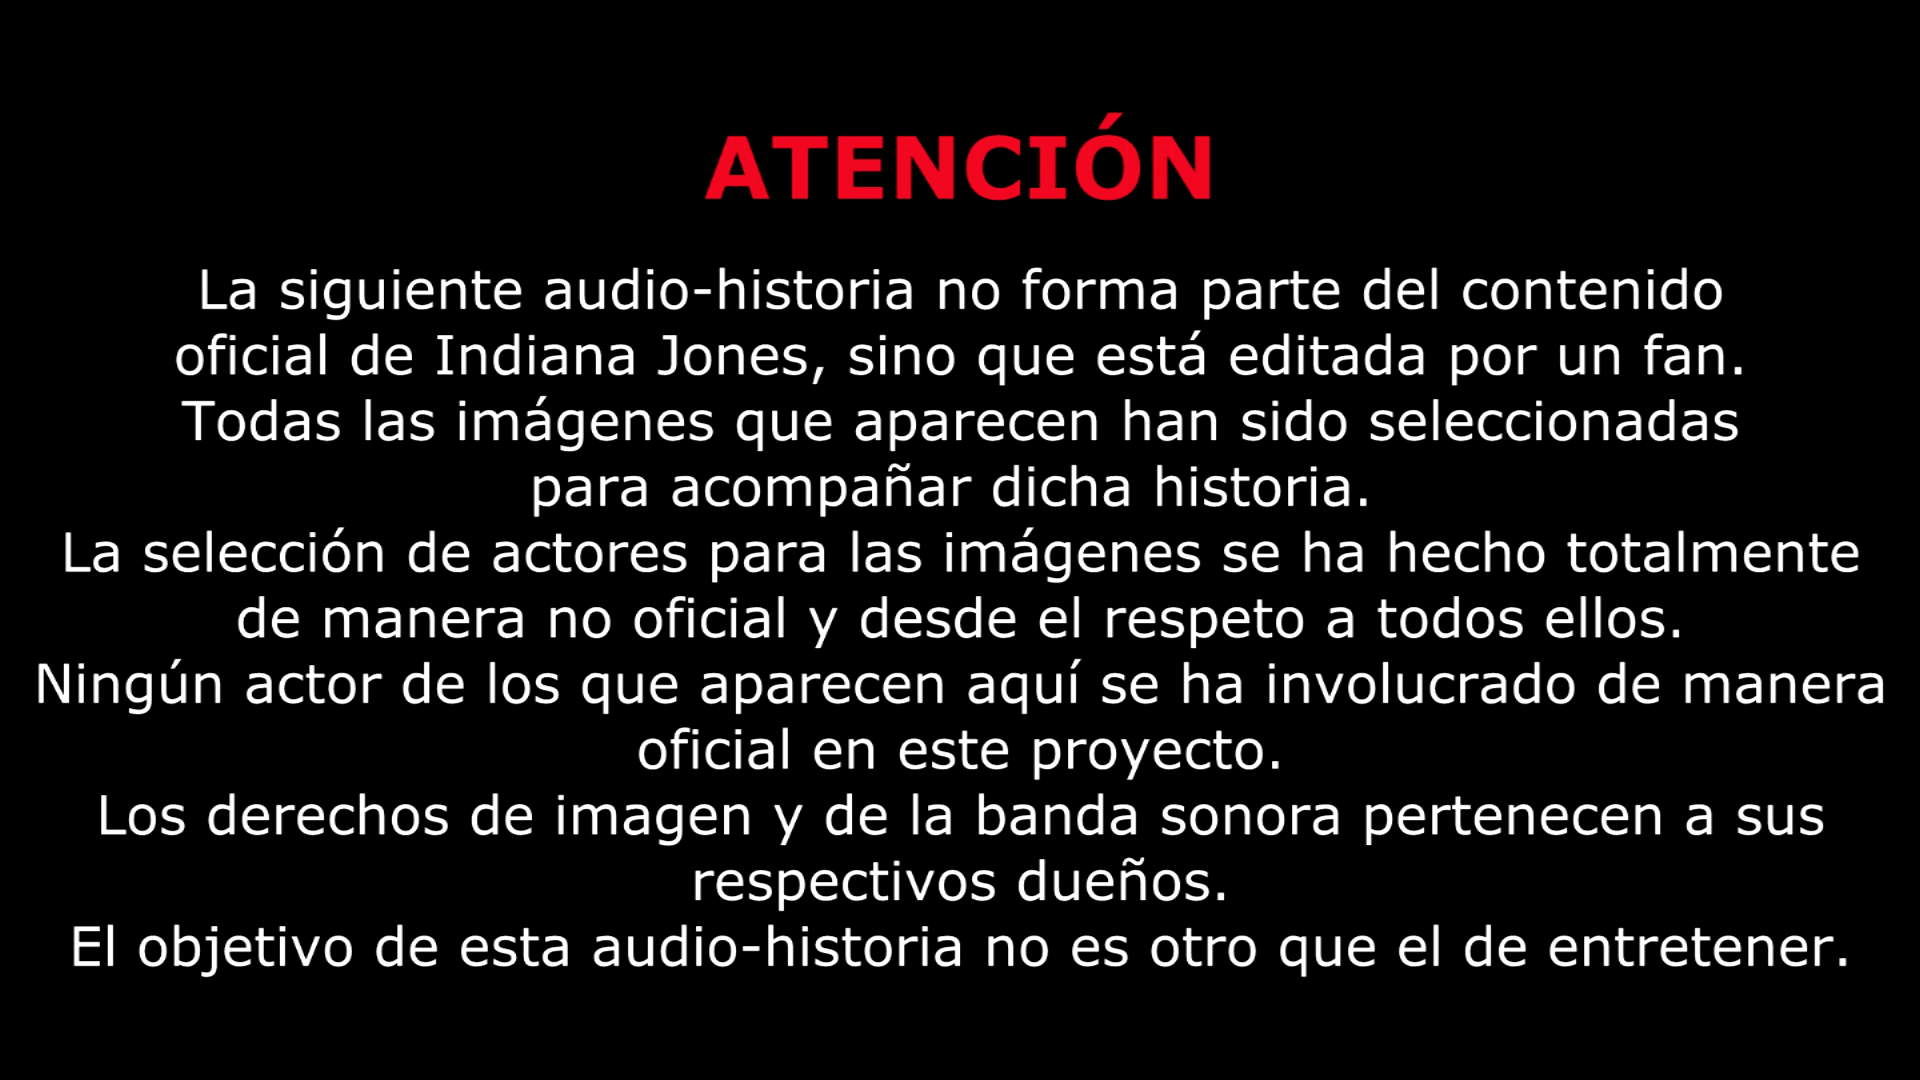 ATENCIÓN
La siguiente audio-historia no forma parte del contenido
oficial de Indiana Jones, sino que está editada por un fan.
Todas las imágenes que aparecen han sido seleccionadas
para acompañar dicha historia.
La selección de actores para las imágenes se ha hecho totalmente
de manera no oficial y desde el respeto a todos ellos.
Ningún actor de los que aparecen aquí se ha involucrado de manera
oficial en este proyecto.
Los derechos de imagen y de la banda sonora pertenecen a sus
respectivos dueños.
El objetivo de esta audio-historia no es otro que el de entretener.